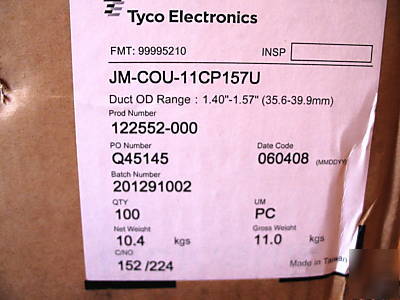 Tyco Electronics
FMT: 99995210 INSP
JM-COU-11CP157U
Duct OD Range : 1.40"-1.57" (35.6-39.9mm)
Prod Number
122552-000
PO Number Date Code
Q45145 060408 (MMDDYY)
Batch Number
201291002
QTY UM
100 PC
Net Weight Gross Weight
10.4 kgs 11.0 kgs
C/NO
152 /224 Made in Taiwan